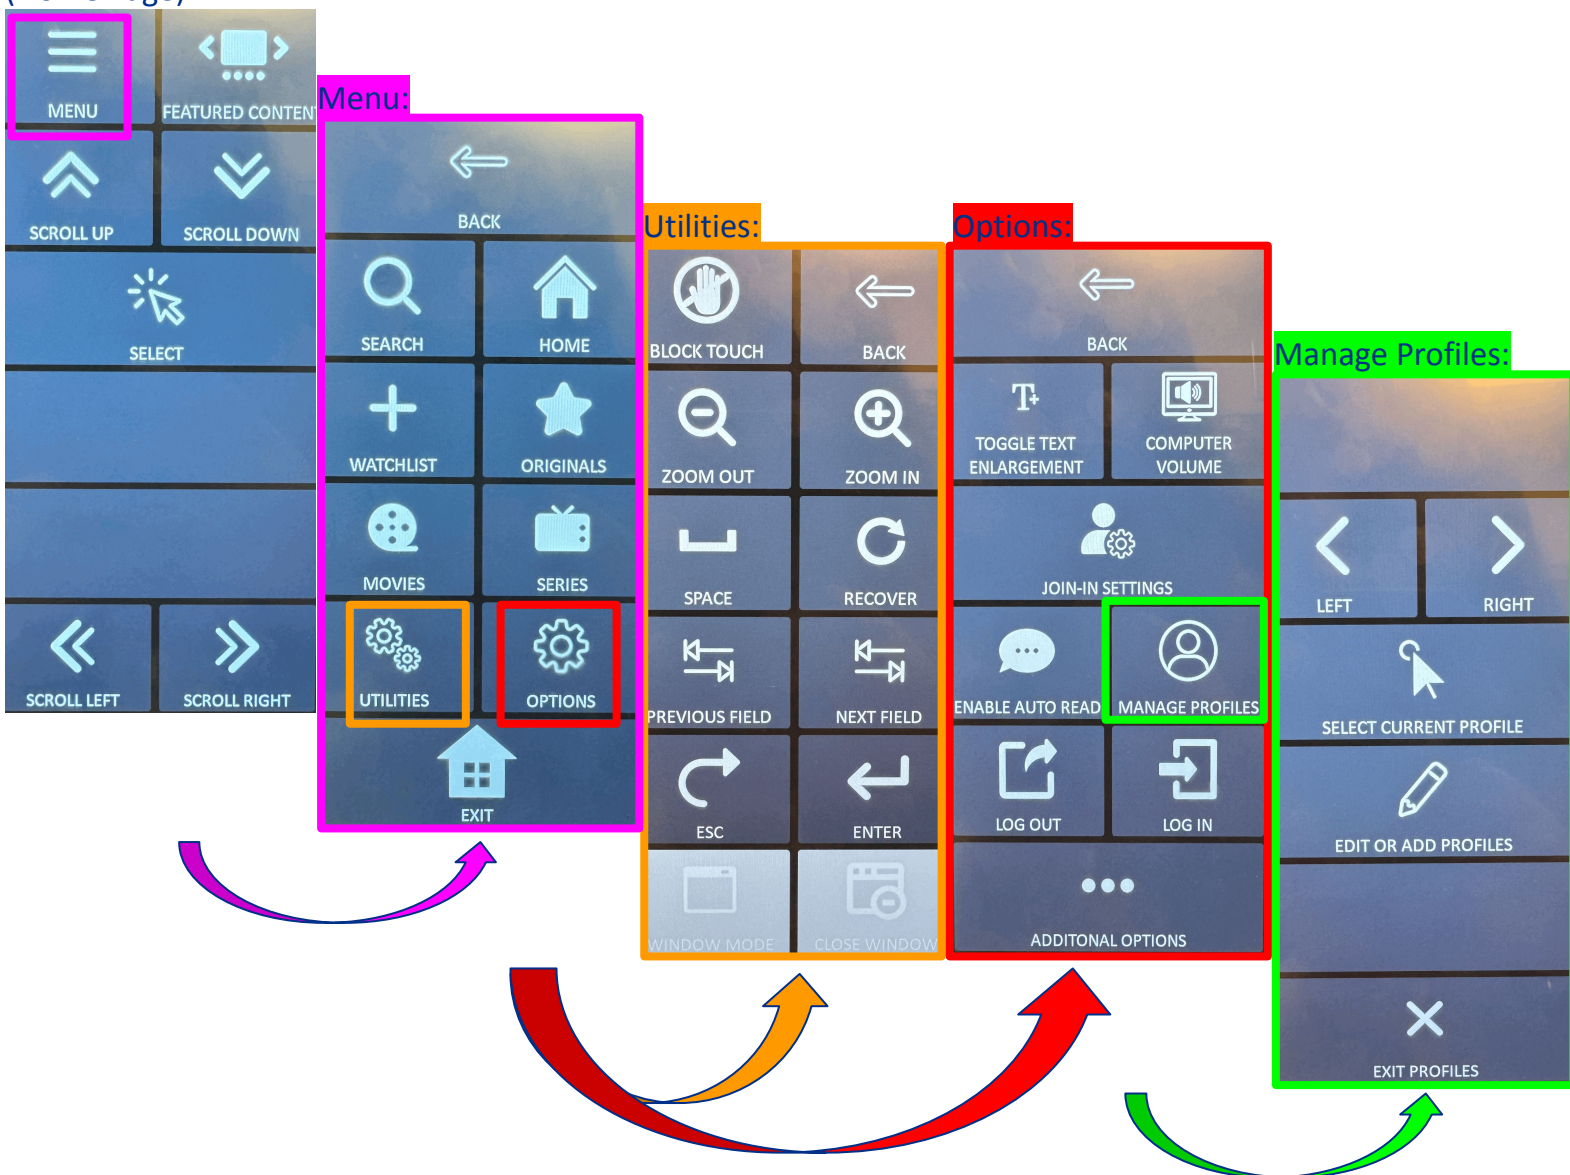 MENU
FEATURED CONTEN
SCROLL UP
SCROLL DOWN
SELECT
SCROLL LEFT
SCROLL RIGHT
Menu:
BACK
SEARCH
HOME
WATCHLIST
ORIGINALS
MOVIES
SERIES
UTILITIES
OPTIONS
EXIT
Utilities:
BLOCK TOUCH
BACK
ZOOM OUT
ZOOM IN
SPACE
RECOVER
PREVIOUS FIELD
NEXT FIELD
ESC
ENTER
WINDOW MODE
CLOSE WINDOW
Options:
BACK
TOGGLE TEXT
ENLARGEMENT
COMPUTER
VOLUME
JOIN-IN SETTINGS
ENABLE AUTO READ
MANAGE PROFILES
LOG OUT
LOG IN
ADDITONAL OPTIONS
Manage Profiles:
LEFT
RIGHT
SELECT CURRENT PROFILE
EDIT OR ADD PROFILES
EXIT PROFILES